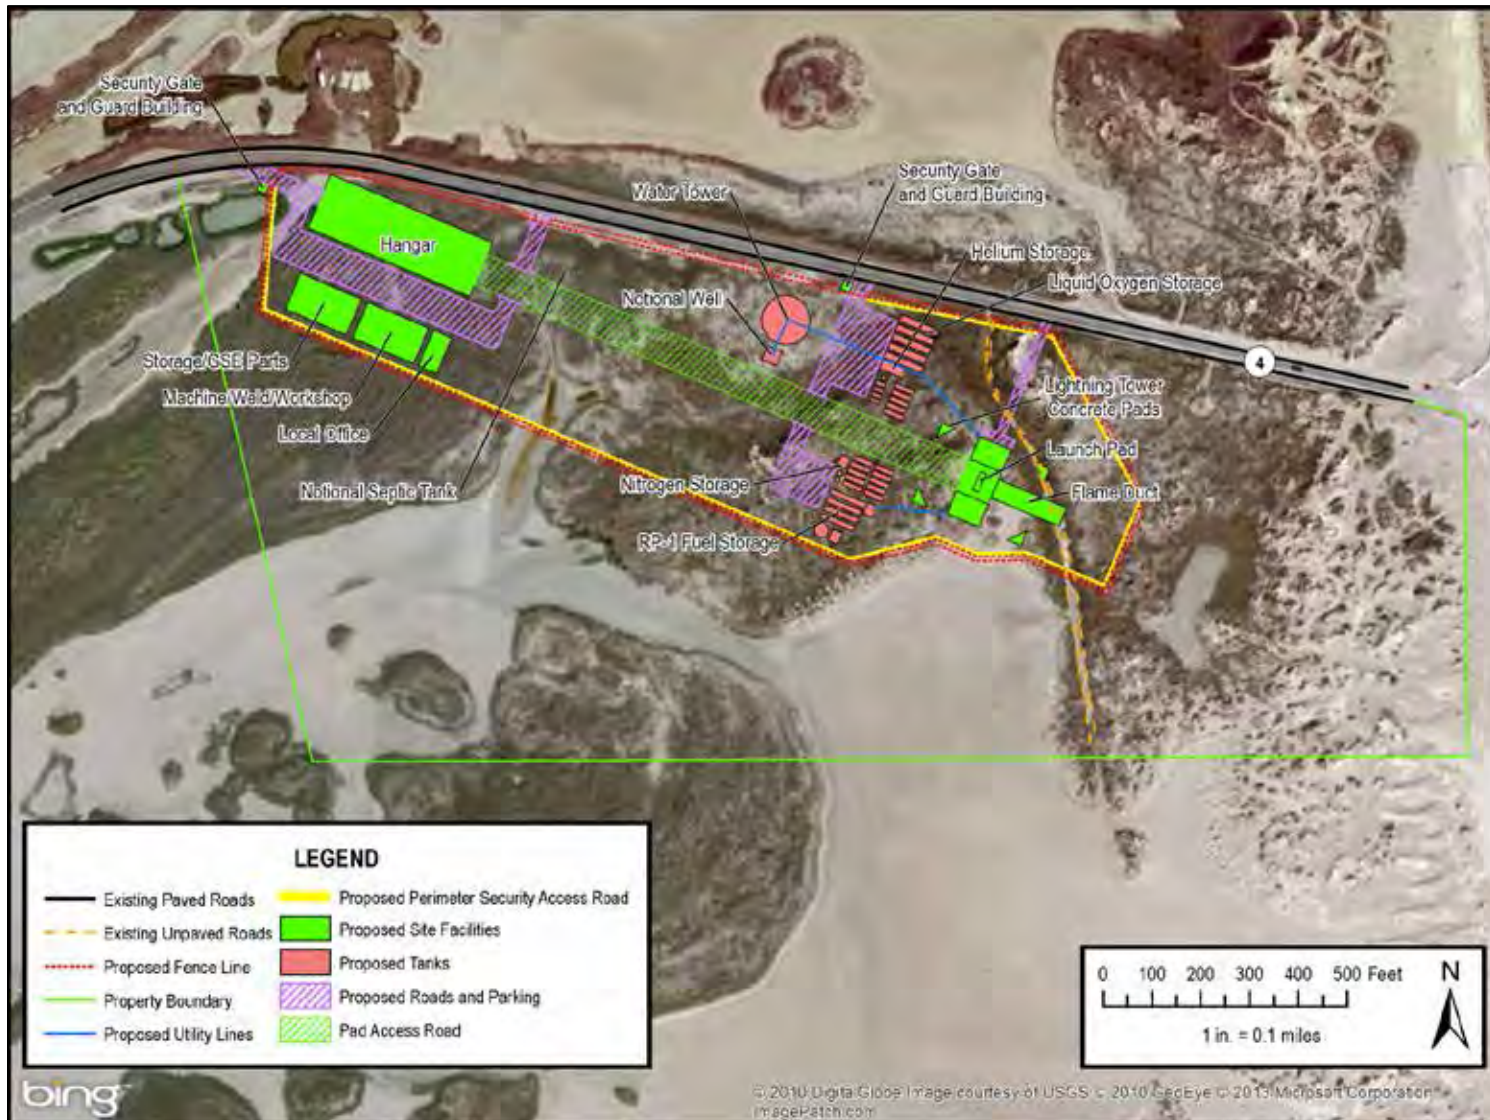 Security Gate
and Guard Building
Water Tower
Security Gate
and Guard Building
Hangar
Helium Storage
Notional Well
Liquid Oxygen Storage
Storage/GSE Parts
4
Machine Weld/Workshop
Lightning Tower
Concrete Pads
Local Office
Launch Pad
Notional Septic Tank
Nitrogen Storage
Flame Duct
RP-1 Fuel Storage
LEGEND
Existing Paved Roads
Existing Unpaved Roads
Proposed Fence Line
Property Boundary
Proposed Utility Lines
Proposed Perimeter Security Access Road
Proposed Site Facilities
Proposed Tanks
Proposed Roads and Parking
Pad Access Road
0 100 200 300 400 500 Feet
N
1 in. = 0.1 miles
bing
© 2010 DigitalGlobe Image courtesy of USGS © 2010 GeoEye © 2013 Microsoft Corporation
ImagePatch.com